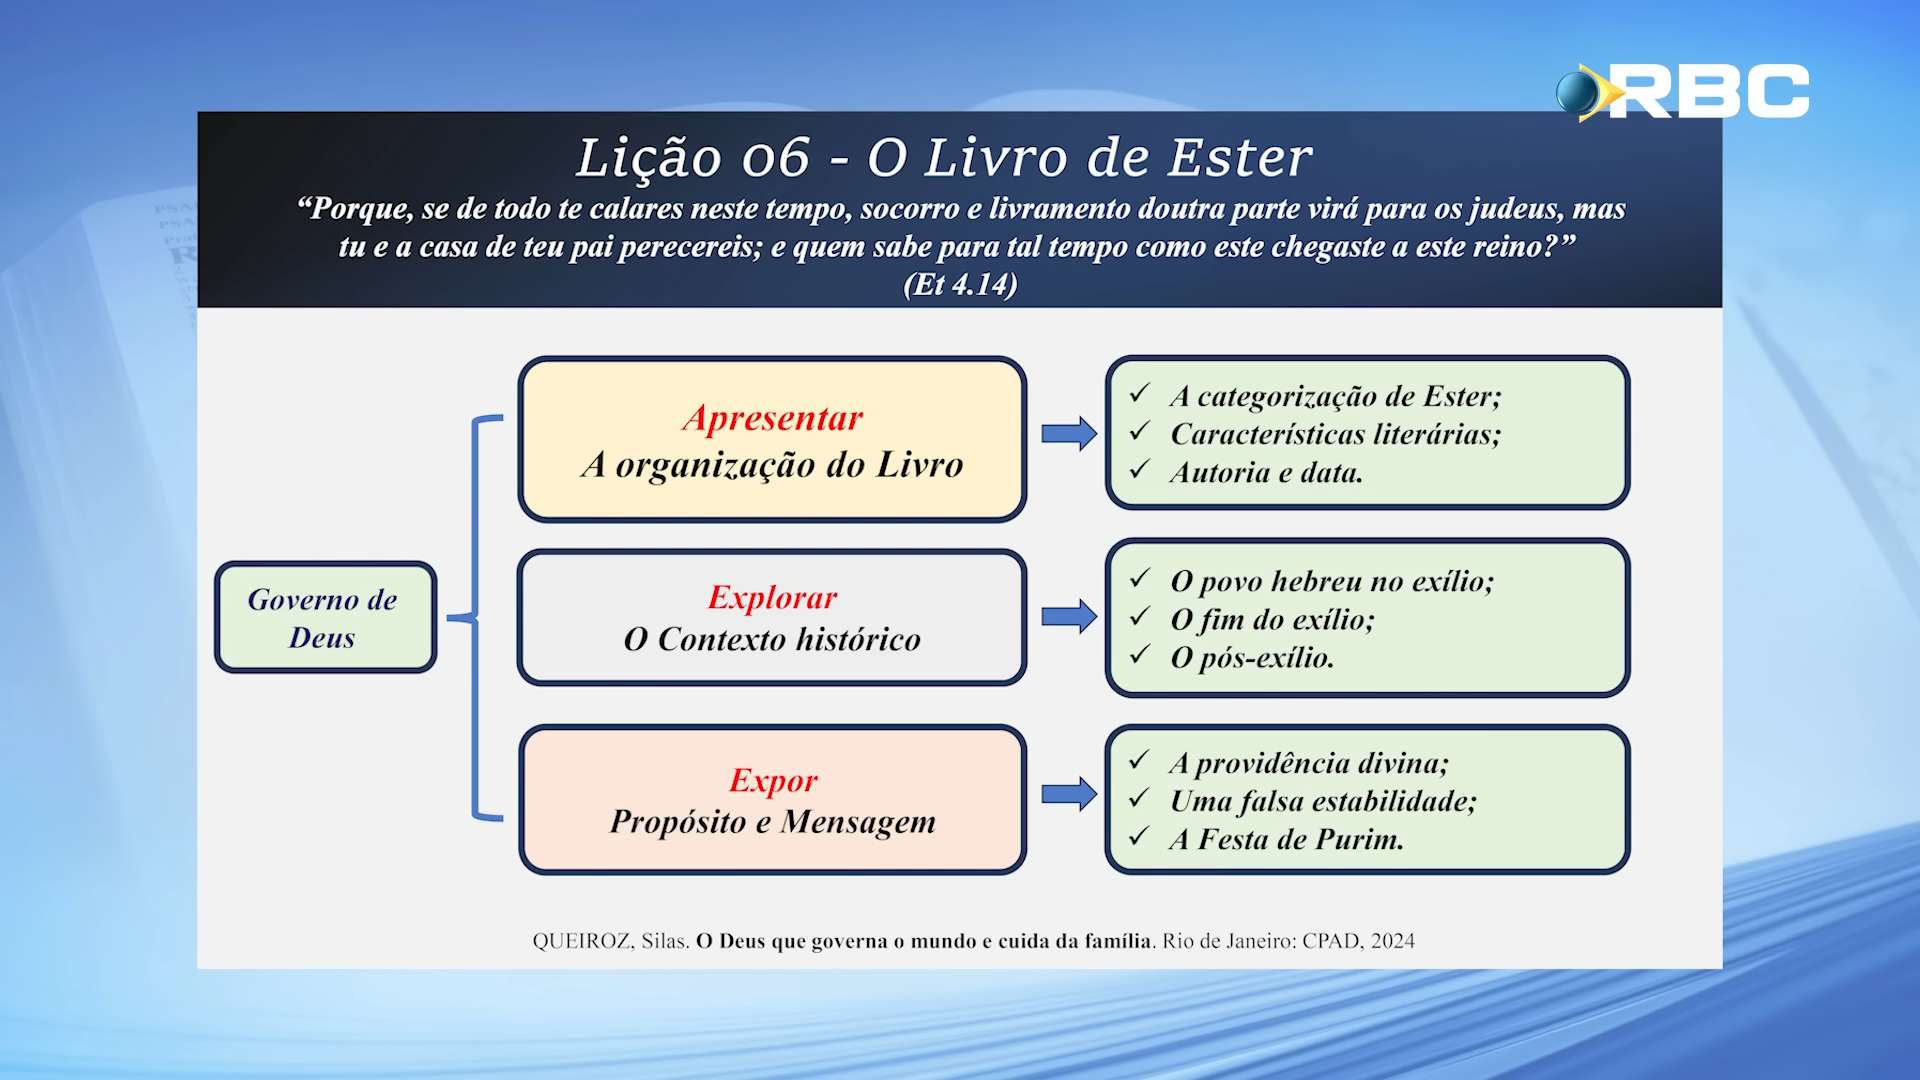 RBC
Lição 06 - O Livro de Ester
“Porque, se de todo te calares neste tempo, socorro e livramento doutra parte virá para os judeus, mas
tu e a casa de teu pai perecereis; e quem sabe para tal tempo como este chegaste a este reino?”
(Et 4.14)
Governo de
Deus
Apresentar
A organização do Livro
✓ A categorização de Ester;
✓ Características literárias;
✓ Autoria e data.
Explorar
O Contexto histórico
✓ O povo hebreu no exílio;
✓ O fim do exílio;
✓ O pós-exílio.
Expor
Propósito e Mensagem
✓ A providência divina;
✓ Uma falsa estabilidade;
✓ A Festa de Purim.
QUEIROZ, Silas. O Deus que governa o mundo e cuida da família. Rio de Janeiro: CPAD, 2024